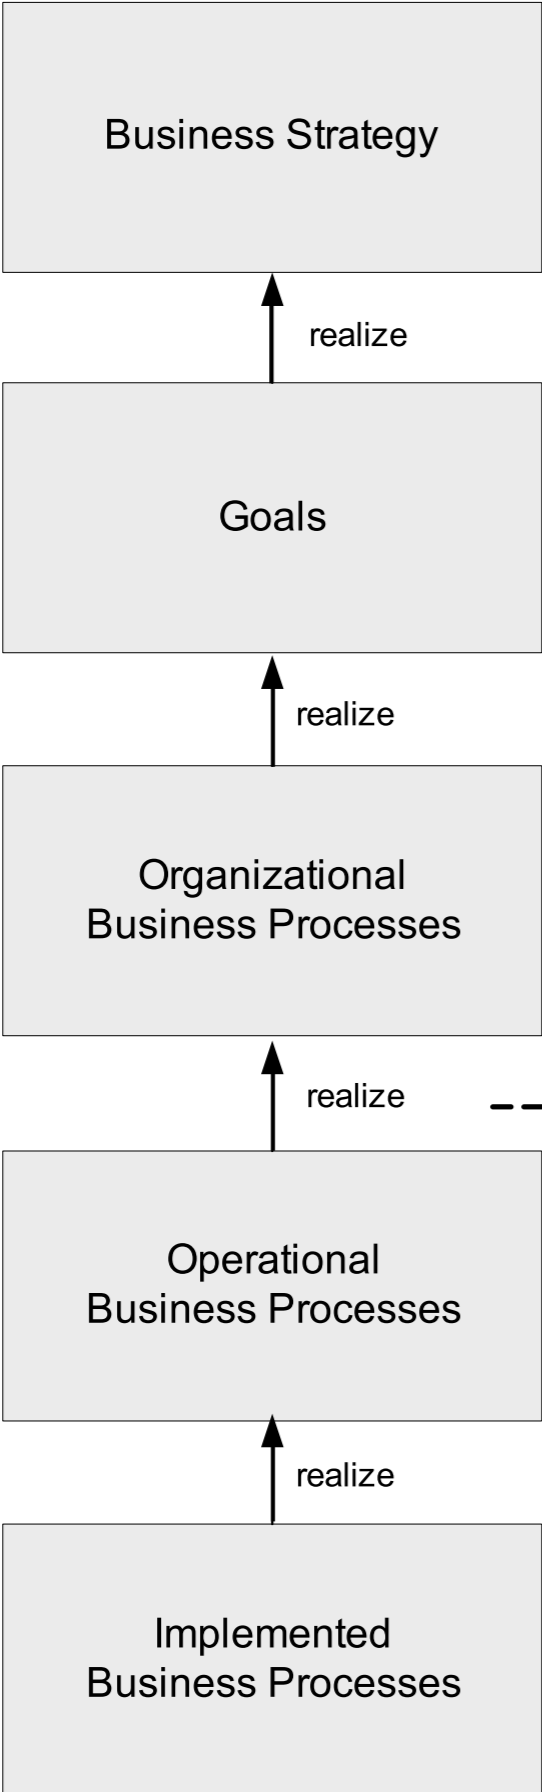 Business Strategy
realize
Goals
realize
Organizational
Business Processes
realize
Operational
Business Processes
realize
Implemented
Business Processes